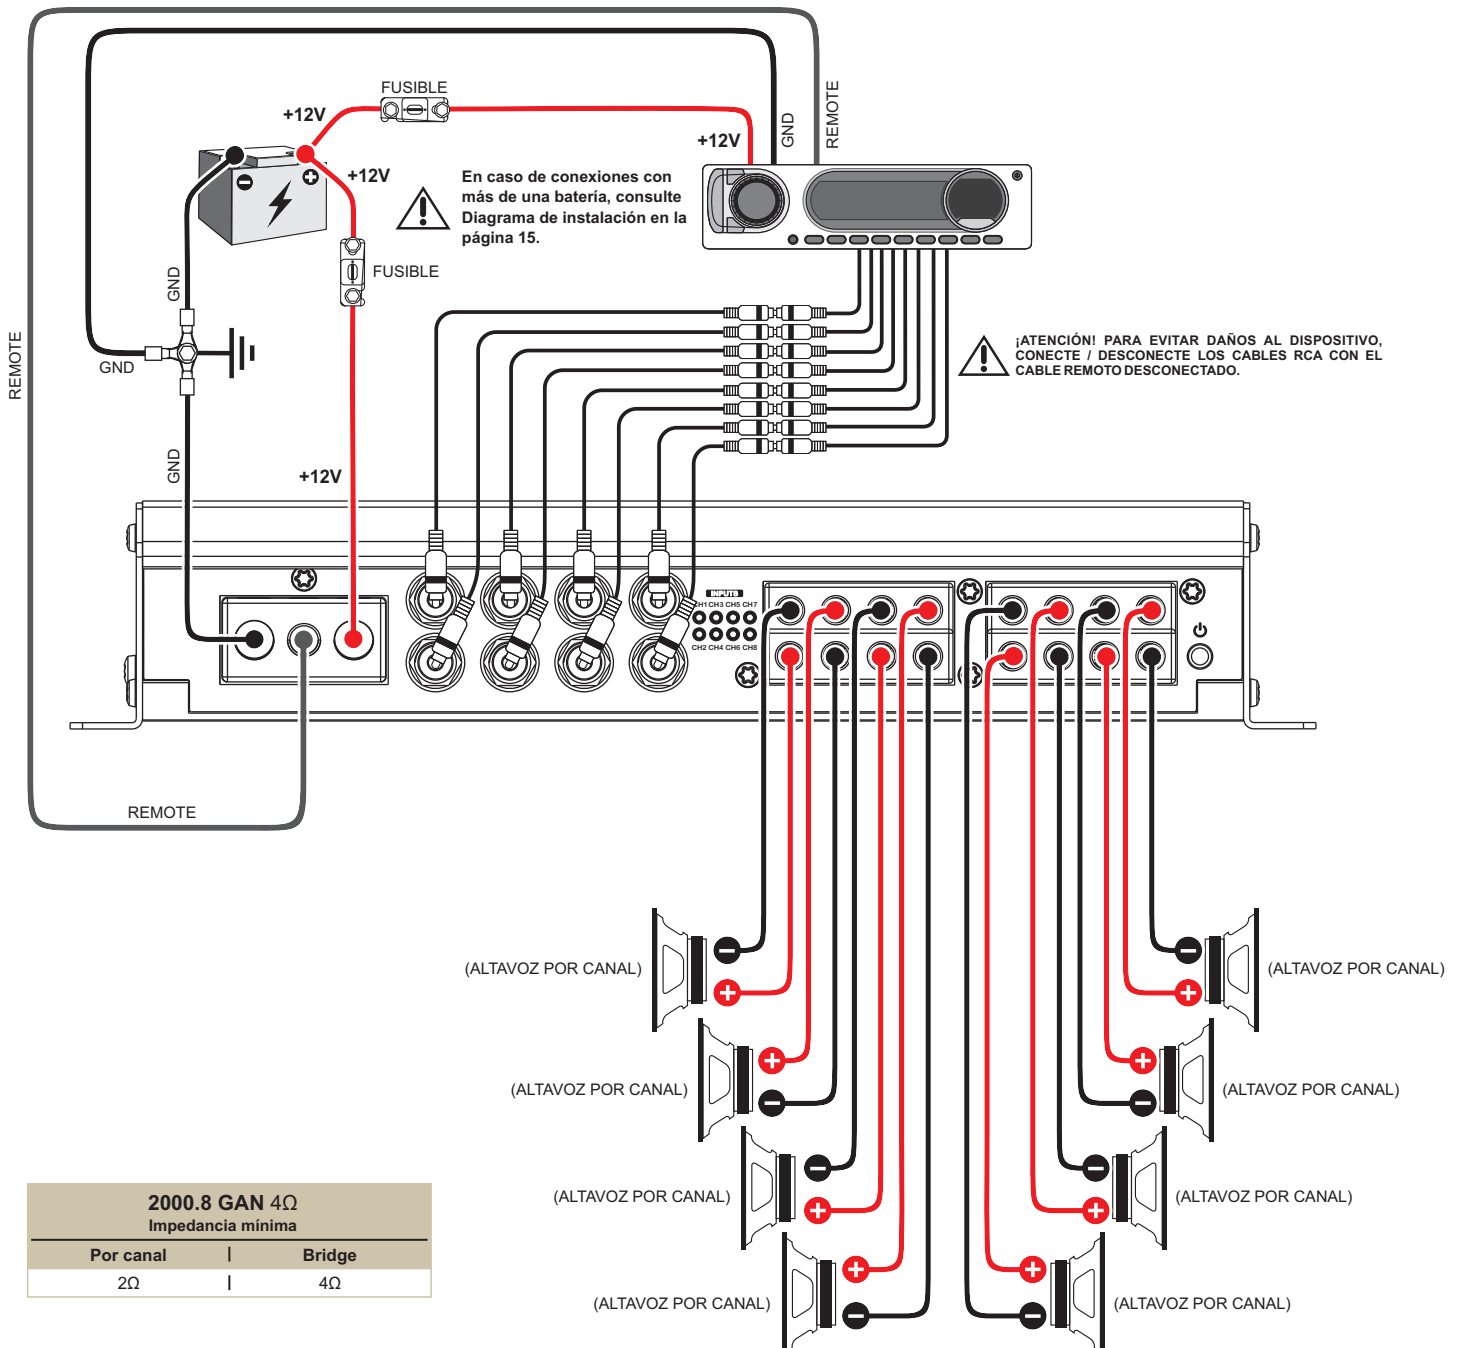 FUSIBLE
+12V
REMOTE
GND
+12V
+12V
En caso de conexiones con
más de una batería, consulte
Diagrama de instalación en la
página 15.
FUSIBLE
GND
REMOTE
GND
¡ATENCIÓN! PARA EVITAR DAÑOS AL DISPOSITIVO,
CONECTE / DESCONECTE LOS CABLES RCA CON EL
CABLE REMOTO DESCONECTADO.
GND
+12V
INPUTS
CH1 CH3 CH5 CH7
CH2 CH4 CH6 CH8
REMOTE
(ALTAVOZ POR CANAL)
(ALTAVOZ POR CANAL)
(ALTAVOZ POR CANAL)
(ALTAVOZ POR CANAL)
(ALTAVOZ POR CANAL)
(ALTAVOZ POR CANAL)
(ALTAVOZ POR CANAL)
(ALTAVOZ POR CANAL)
2000.8 GAN 4Ω
Impedancia mínima
Por canal | Bridge
2Ω | 4Ω